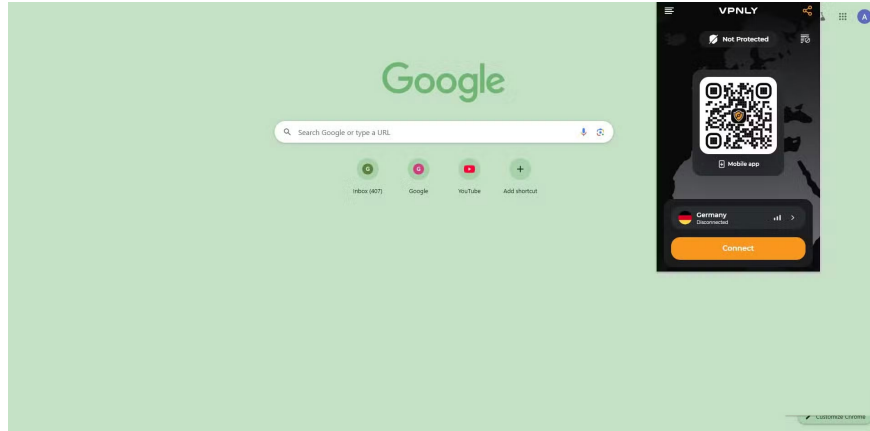 VPNLY
Not Protected
Google
Search Google or type a URL
Mobile app
G
G
Inbox (407)
Google
YouTube
Add shortcut
Germany
Disconnected
Connect
A
Customize Chrome